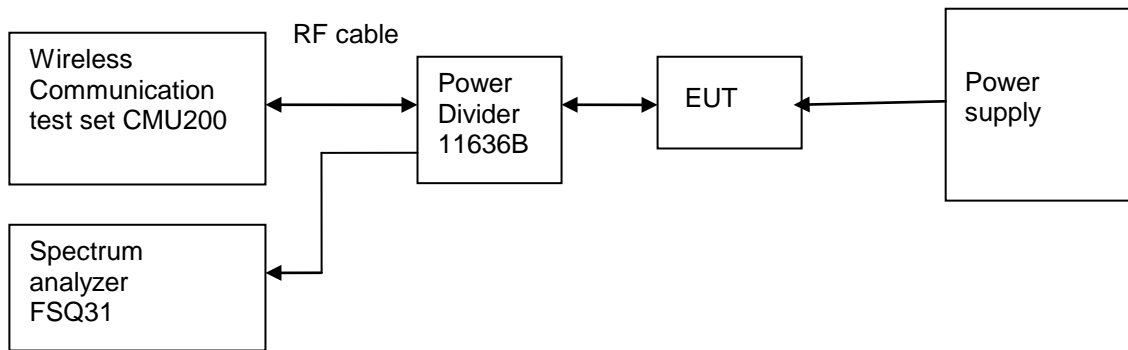 RF cable
Wireless
Communication
test set CMU200
Power
Divider
11636B
EUT
Power
supply
Spectrum
analyzer
FSQ31